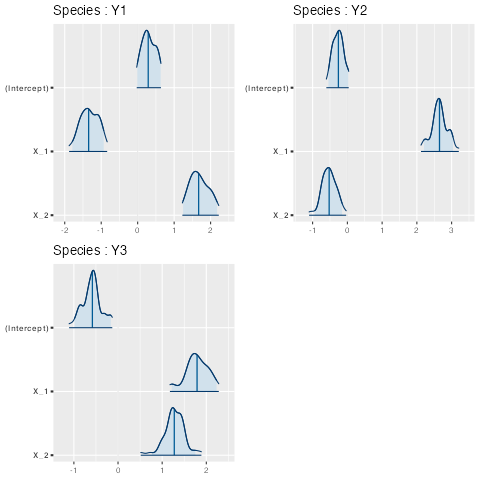 Species : Y1
(Intercept)
X_1
X_2
-2 -1 0 1 2
Species : Y2
(Intercept)
X_1
X_2
-1 0 1 2 3
Species : Y3
(Intercept)
X_1
X_2
-1 0 1 2